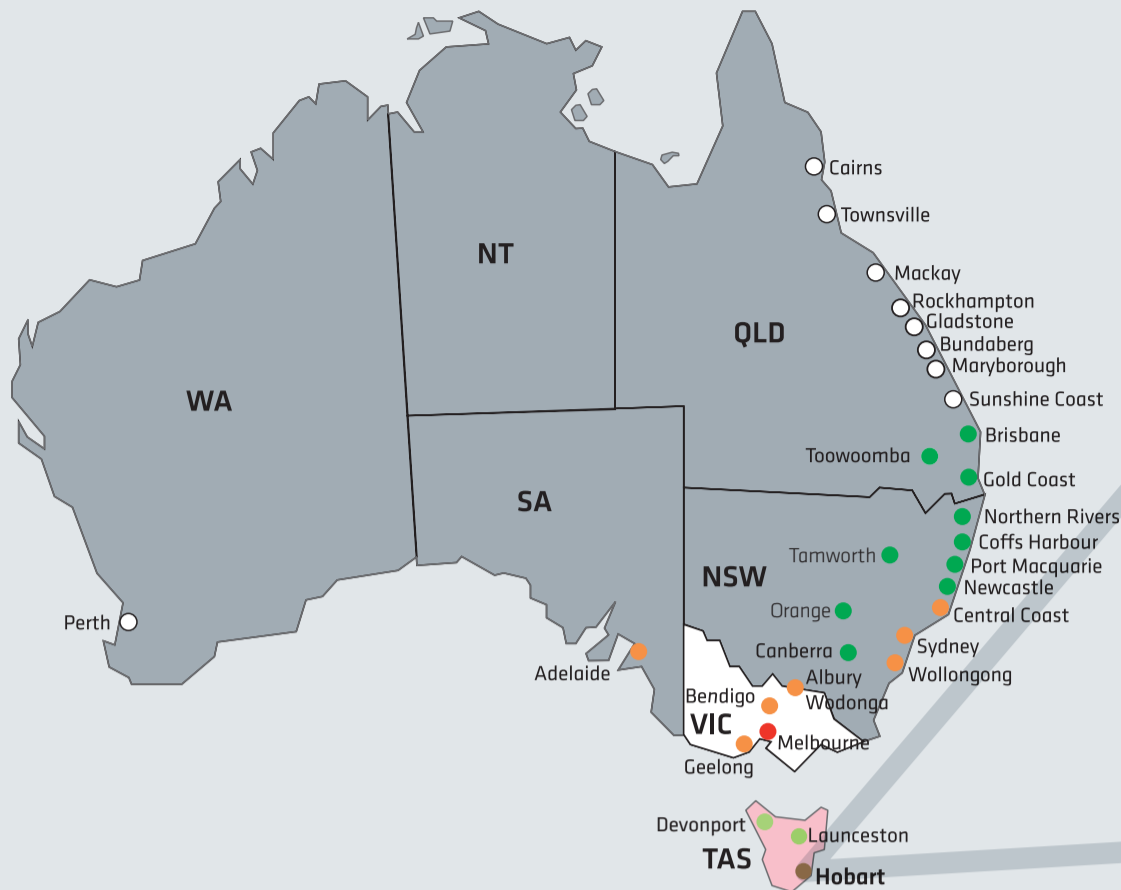 Cairns
Townsville
NT
Mackay
Rockhampton
Gladstone
QLD
Bundaberg
Maryborough
WA
Sunshine Coast
Brisbane
Toowoomba
Gold Coast
SA
Northern Rivers
Coffs Harbour
Tamworth
Port Macquarie
NSW
Newcastle
Orange
Central Coast
Perth
Sydney
Canberra
Adelaide
Wollongong
Albury
Bendigo
Wodonga
VIC
Melbourne
Geelong
Devonport
Launceston
TAS
Hobart